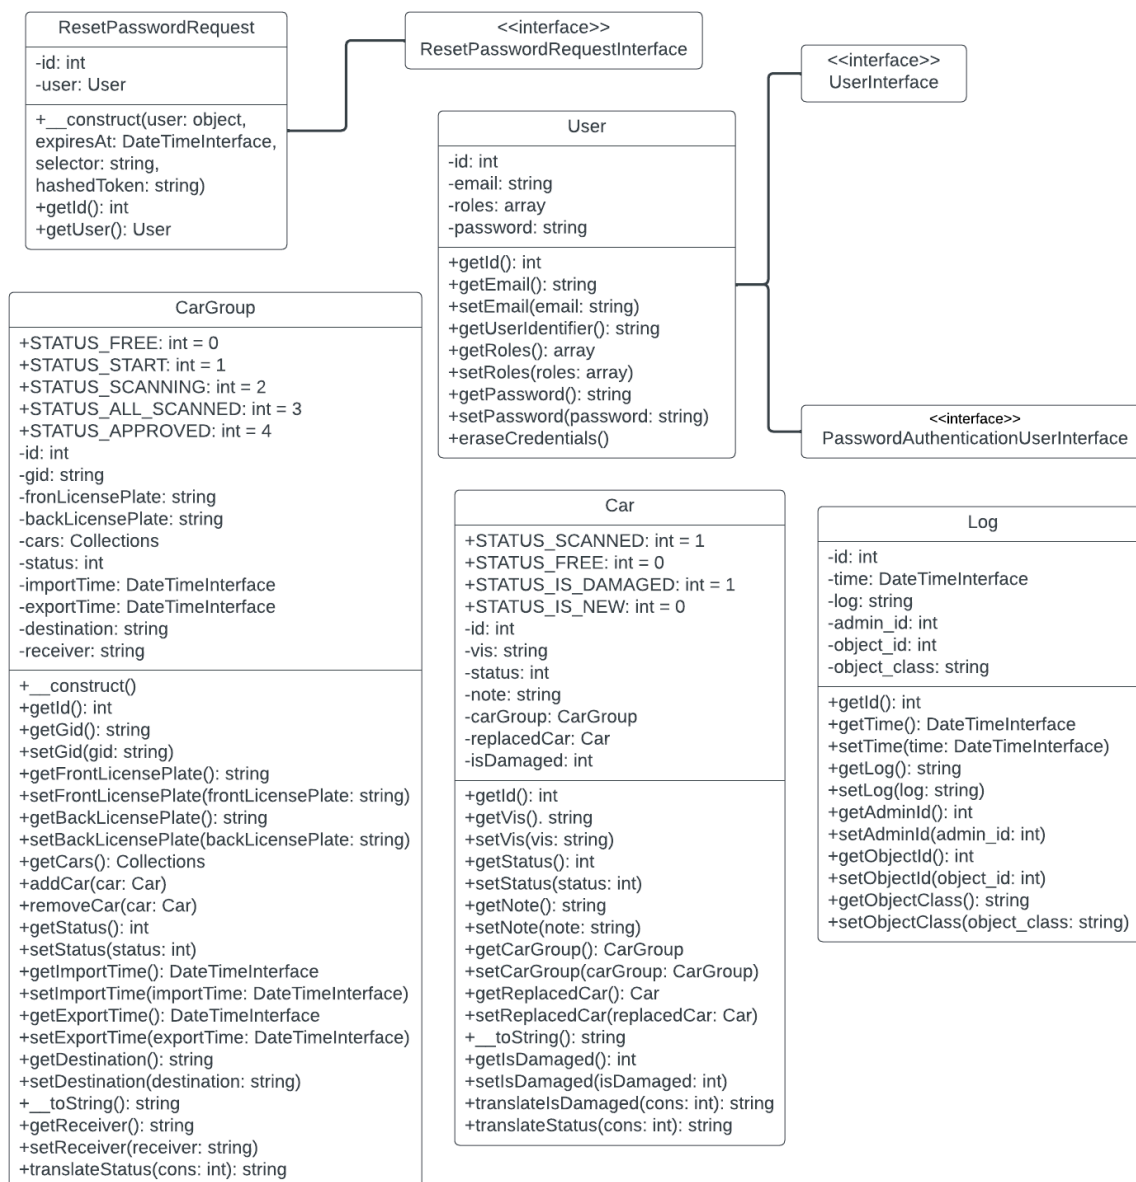 ResetPasswordRequest
-id: int
-user: User
+__construct(user: object,
expiresAt: DateTimeInterface,
selector: string,
hashedToken: string)
+getId(): int
+getUser(): User
<<interface>>
ResetPasswordRequestInterface
<<interface>>
UserInterface
User
-id: int
-email: string
-roles: array
-password: string
+getId(): int
+getEmail(): string
+setEmail(email: string)
+getUserIdentifier(): string
+getRoles(): array
+setRoles(roles: array)
+getPassword(): string
+setPassword(password: string)
+eraseCredentials()
<<interface>>
PasswordAuthenticationUserInterface
CarGroup
+STATUS_FREE: int = 0
+STATUS_START: int = 1
+STATUS_SCANNING: int = 2
+STATUS_ALL_SCANNED: int = 3
+STATUS_APPROVED: int = 4
-id: int
-gid: string
-fronLicensePlate: string
-backLicensePlate: string
-cars: Collections
-status: int
-importTime: DateTimeInterface
-exportTime: DateTimeInterface
-destination: string
-receiver: string
+__construct()
+getId(): int
+getGid(): string
+setGid(gid: string)
+getFrontLicensePlate(): string
+setFrontLicensePlate(frontLicensePlate: string)
+getBackLicensePlate(): string
+setBackLicensePlate(backLicensePlate: string)
+getCars(): Collections
+addCar(car: Car)
+removeCar(car: Car)
+getStatus(): int
+setStatus(status: int)
+getImportTime(): DateTimeInterface
+setImportTime(importTime: DateTimeInterface)
+getExportTime(): DateTimeInterface
+setExportTime(exportTime: DateTimeInterface)
+getDestination(): string
+setDestination(destination: string)
+__toString(): string
+getReceiver(): string
+setReceiver(receiver: string)
+translateStatus(cons: int): string
Car
+STATUS_SCANNED: int = 1
+STATUS_FREE: int = 0
+STATUS_IS_DAMAGED: int = 1
+STATUS_IS_NEW: int = 0
-id: int
-vis: string
-status: int
-note: string
-carGroup: CarGroup
-replacedCar: Car
-isDamaged: int
+getId(): int
+getVis(). string
+setVis(vis: string)
+getStatus(): int
+setStatus(status: int)
+getNote(): string
+setNote(note: string)
+getCarGroup(): CarGroup
+setCarGroup(carGroup: CarGroup)
+getReplacedCar(): Car
+setReplacedCar(replacedCar: Car)
+__toString(): string
+getIsDamaged(): int
+setIsDamaged(isDamaged: int)
+translateIsDamaged(cons: int): string
+translateStatus(cons: int): string
Log
-id: int
-time: DateTimeInterface
-log: string
-admin_id: int
-object_id: int
-object_class: string
+getId(): int
+getTime(): DateTimeInterface
+setTime(time: DateTimeInterface)
+getLog(): string
+setLog(log: string)
+getAdminId(): int
+setAdminId(admin_id: int)
+getObjectId(): int
+setObjectId(object_id: int)
+getObjectClass(): string
+setObjectClass(object_class: string)